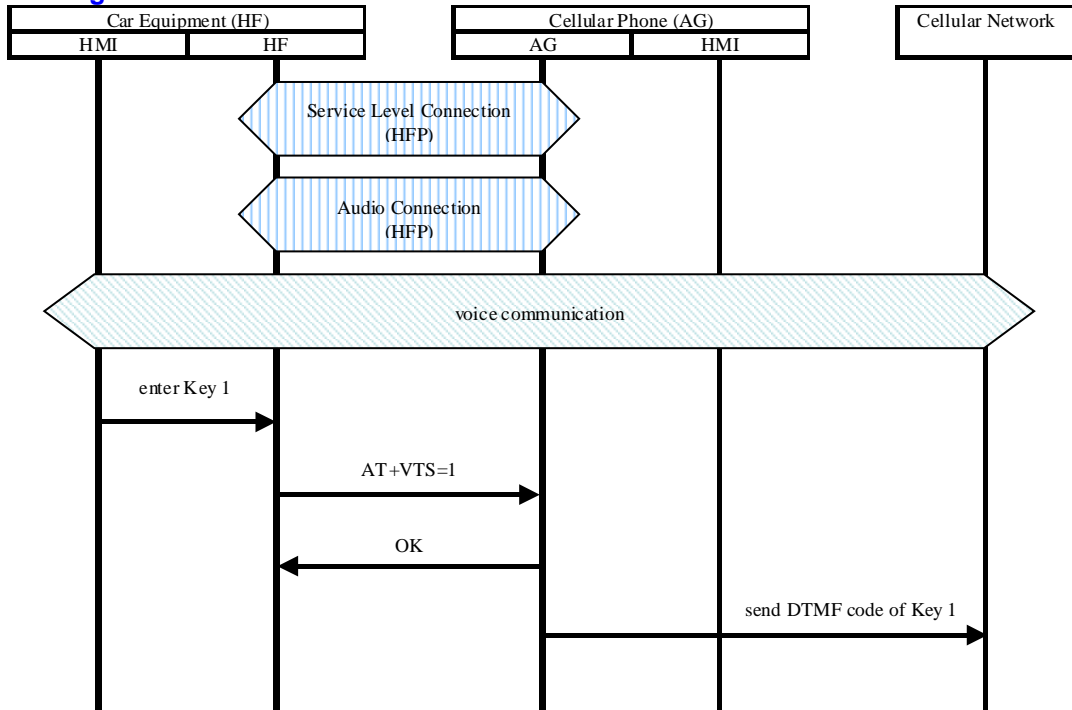 Car Equipment (HF)
Cellular Phone (AG)
Cellular Network
HMI
HF
AG
HMI
Service Level Connection
(HFP)
Audio Connection
(HFP)
voice communication
enter Key 1
AT+VTS=1
OK
send DTMF code of Key 1